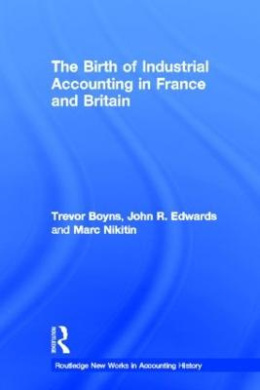 The Birth of Industrial
Accounting in France
and Britain
Trevor Boyns, John R. Edwards
and Marc Nikitin
Routledge New Works in Accounting History